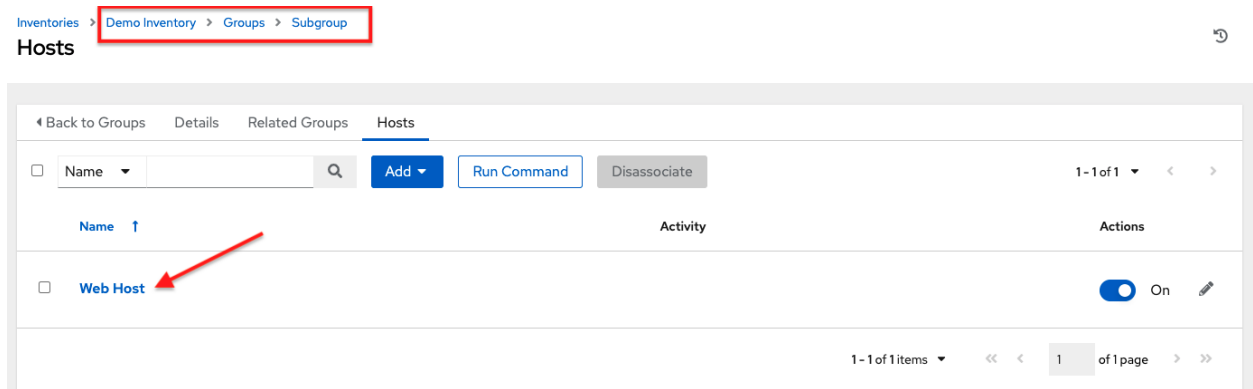 Inventories > Demo Inventory > Groups > Subgroup
Hosts
Back to Groups Details Related Groups Hosts
Name Add Run Command Disassociate 1 - 1 of 1
Name Activity Actions
Web Host On
1 - 1 of 1 items 1 of 1 page